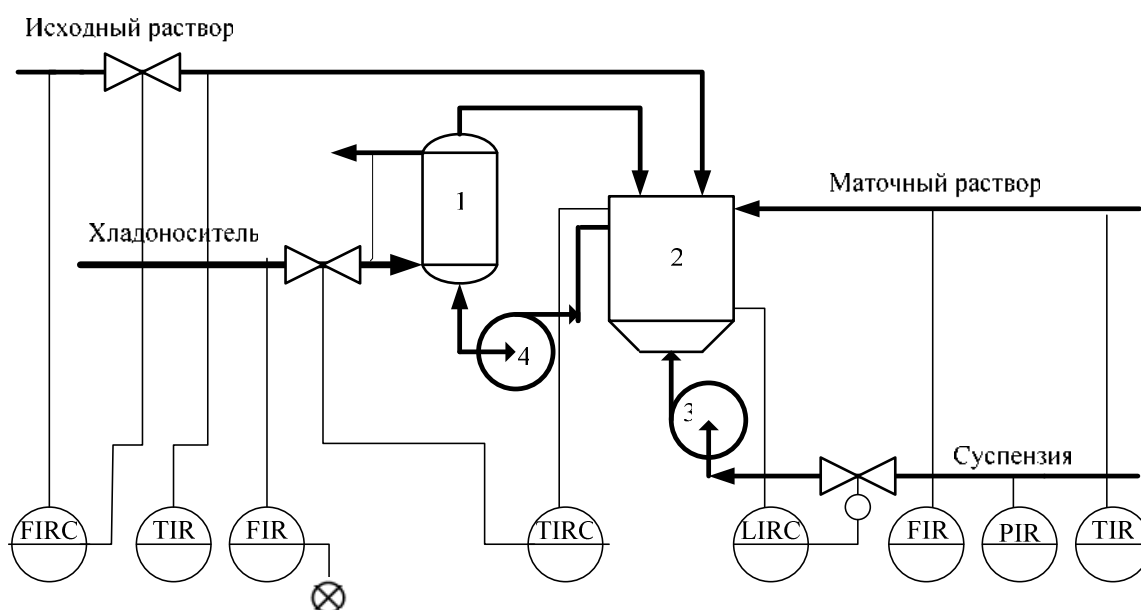 Исходный раствор
1
Маточный раствор
Хладоноситель
2
4
3
Суспензия
FIRC
TIR
FIR
TIRC
LIRC
FIR
PIR
TIR